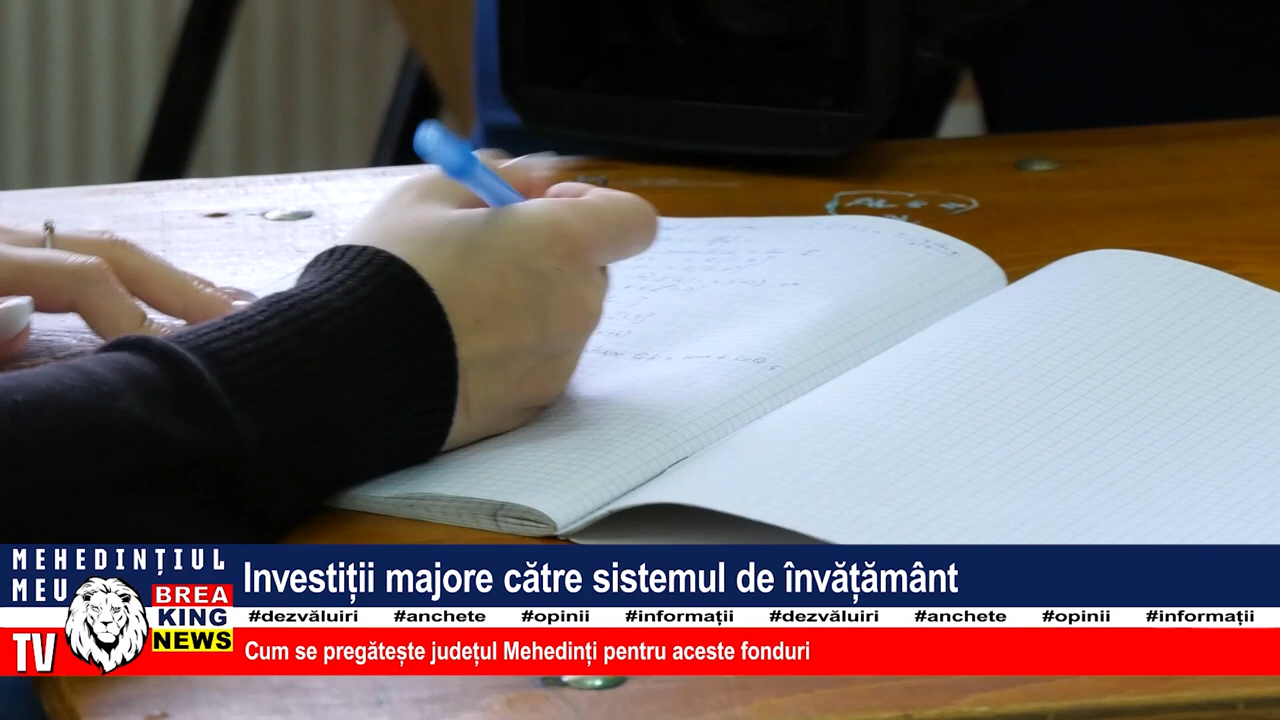 MEHEDINȚIUL
MEU
TV
BREA
KING
NEWS
Investiții majore către sistemul de învățământ
#dezvăluiri #anchete #opinii #informații #dezvăluiri #anchete #opinii #informații
Cum se pregătește județul Mehedinți pentru aceste fonduri